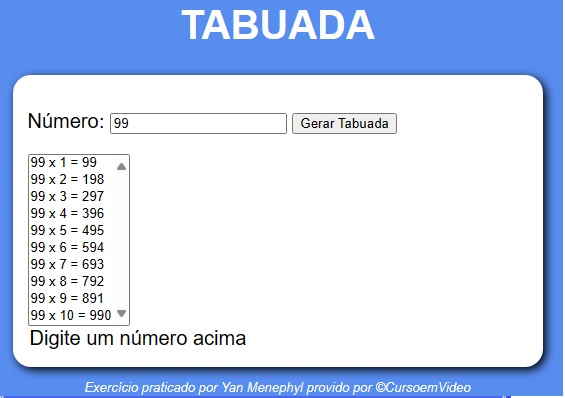 TABUADA
Número: 99 Gerar Tabuada
99 x 1 = 99
99 x 2 = 198
99 x 3 = 297
99 x 4 = 396
99 x 5 = 495
99 x 6 = 594
99 x 7 = 693
99 x 8 = 792
99 x 9 = 891
99 x 10 = 990
Digite um número acima
Exercício praticado por Yan Menephyl provido por ©CursoemVideo